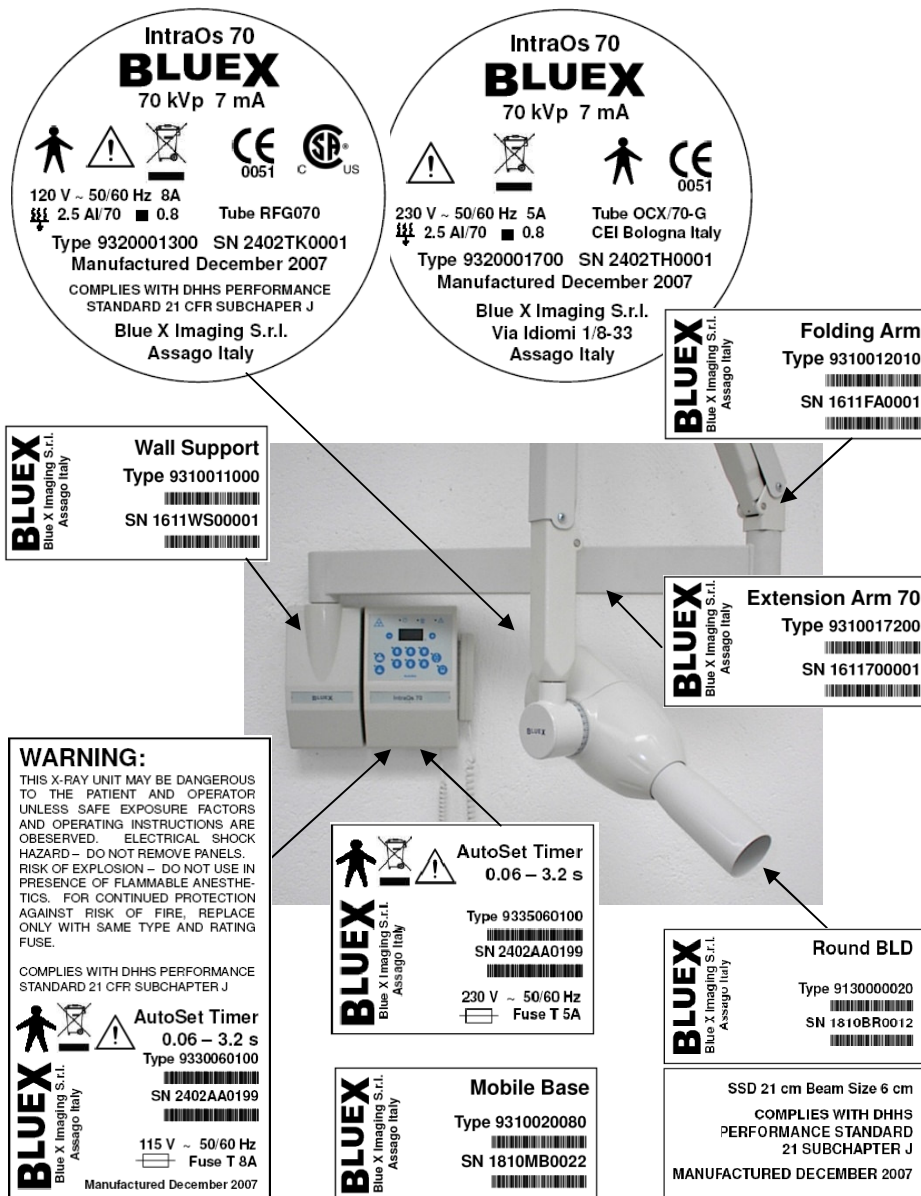 IntraOs 70
BLUEX
70 kVp 7 mA
0051
C US
SA
120 V ~ 50/60 Hz 8A
2.5 Al/70 0.8 Tube RFG070
Type 9320001300 SN 2402TK0001
Manufactured December 2007
COMPLIES WITH DHHS PERFORMANCE
STANDARD 21 CFR SUBCHAPER J
Blue X Imaging S.r.l.
Assago Italy
IntraOs 70
BLUEX
70 kVp 7 mA
0051
230 V ~ 50/60 Hz 5A Tube OCX/70-G
2.5 Al/70 0.8 CEI Bologna Italy
Type 9320001700 SN 2402TH0001
Manufactured December 2007
Blue X Imaging S.r.l.
Via Idiomi 1/8-33
Assago Italy
BLUEX
Blue X Imaging S.r.l.
Assago Italy
Folding Arm
Type 9310012010
SN 1611FA0001
BLUEX
Blue X Imaging S.r.l.
Assago Italy
Wall Support
Type 9310011000
SN 1611WS00001
BLUEX
Blue X Imaging S.r.l.
Assago Italy
Extension Arm 70
Type 9310017200
SN 1611700001
BLUEX
IntraOs 70
BLUEX
WARNING:
THIS X-RAY UNIT MAY BE DANGEROUS
TO THE PATIENT AND OPERATOR
UNLESS SAFE EXPOSURE FACTORS
AND OPERATING INSTRUCTIONS ARE
OBESERVED. ELECTRICAL SHOCK
HAZARD – DO NOT REMOVE PANELS.
RISK OF EXPLOSION – DO NOT USE IN
PRESENCE OF FLAMMABLE ANESTHE-
TICS. FOR CONTINUED PROTECTION
AGAINST RISK OF FIRE, REPLACE
ONLY WITH SAME TYPE AND RATING
FUSE.
COMPLIES WITH DHHS PERFORMANCE
STANDARD 21 CFR SUBCHAPTER J
AutoSet Timer
0.06 – 3.2 s
Type 9330060100
SN 2402AA0199
115 V ~ 50/60 Hz
Fuse T 8A
Manufactured December 2007
BLUEX
Blue X Imaging S.r.l.
Assago Italy
AutoSet Timer
0.06 – 3.2 s
Type 9335060100
SN 2402AA0199
230 V ~ 50/60 Hz
Fuse T 5A
BLUEX
Blue X Imaging S.r.l.
Assago Italy
BLUEX
Blue X Imaging S.r.l.
Assago Italy
Mobile Base
Type 9310020080
SN 1810MB0022
BLUEX
Blue X Imaging S.r.l.
Assago Italy
Round BLD
Type 9130000020
SN 1810BR0012
SSD 21 cm Beam Size 6 cm
COMPLIES WITH DHHS
PERFORMANCE STANDARD
21 SUBCHAPTER J
MANUFACTURED DECEMBER 2007